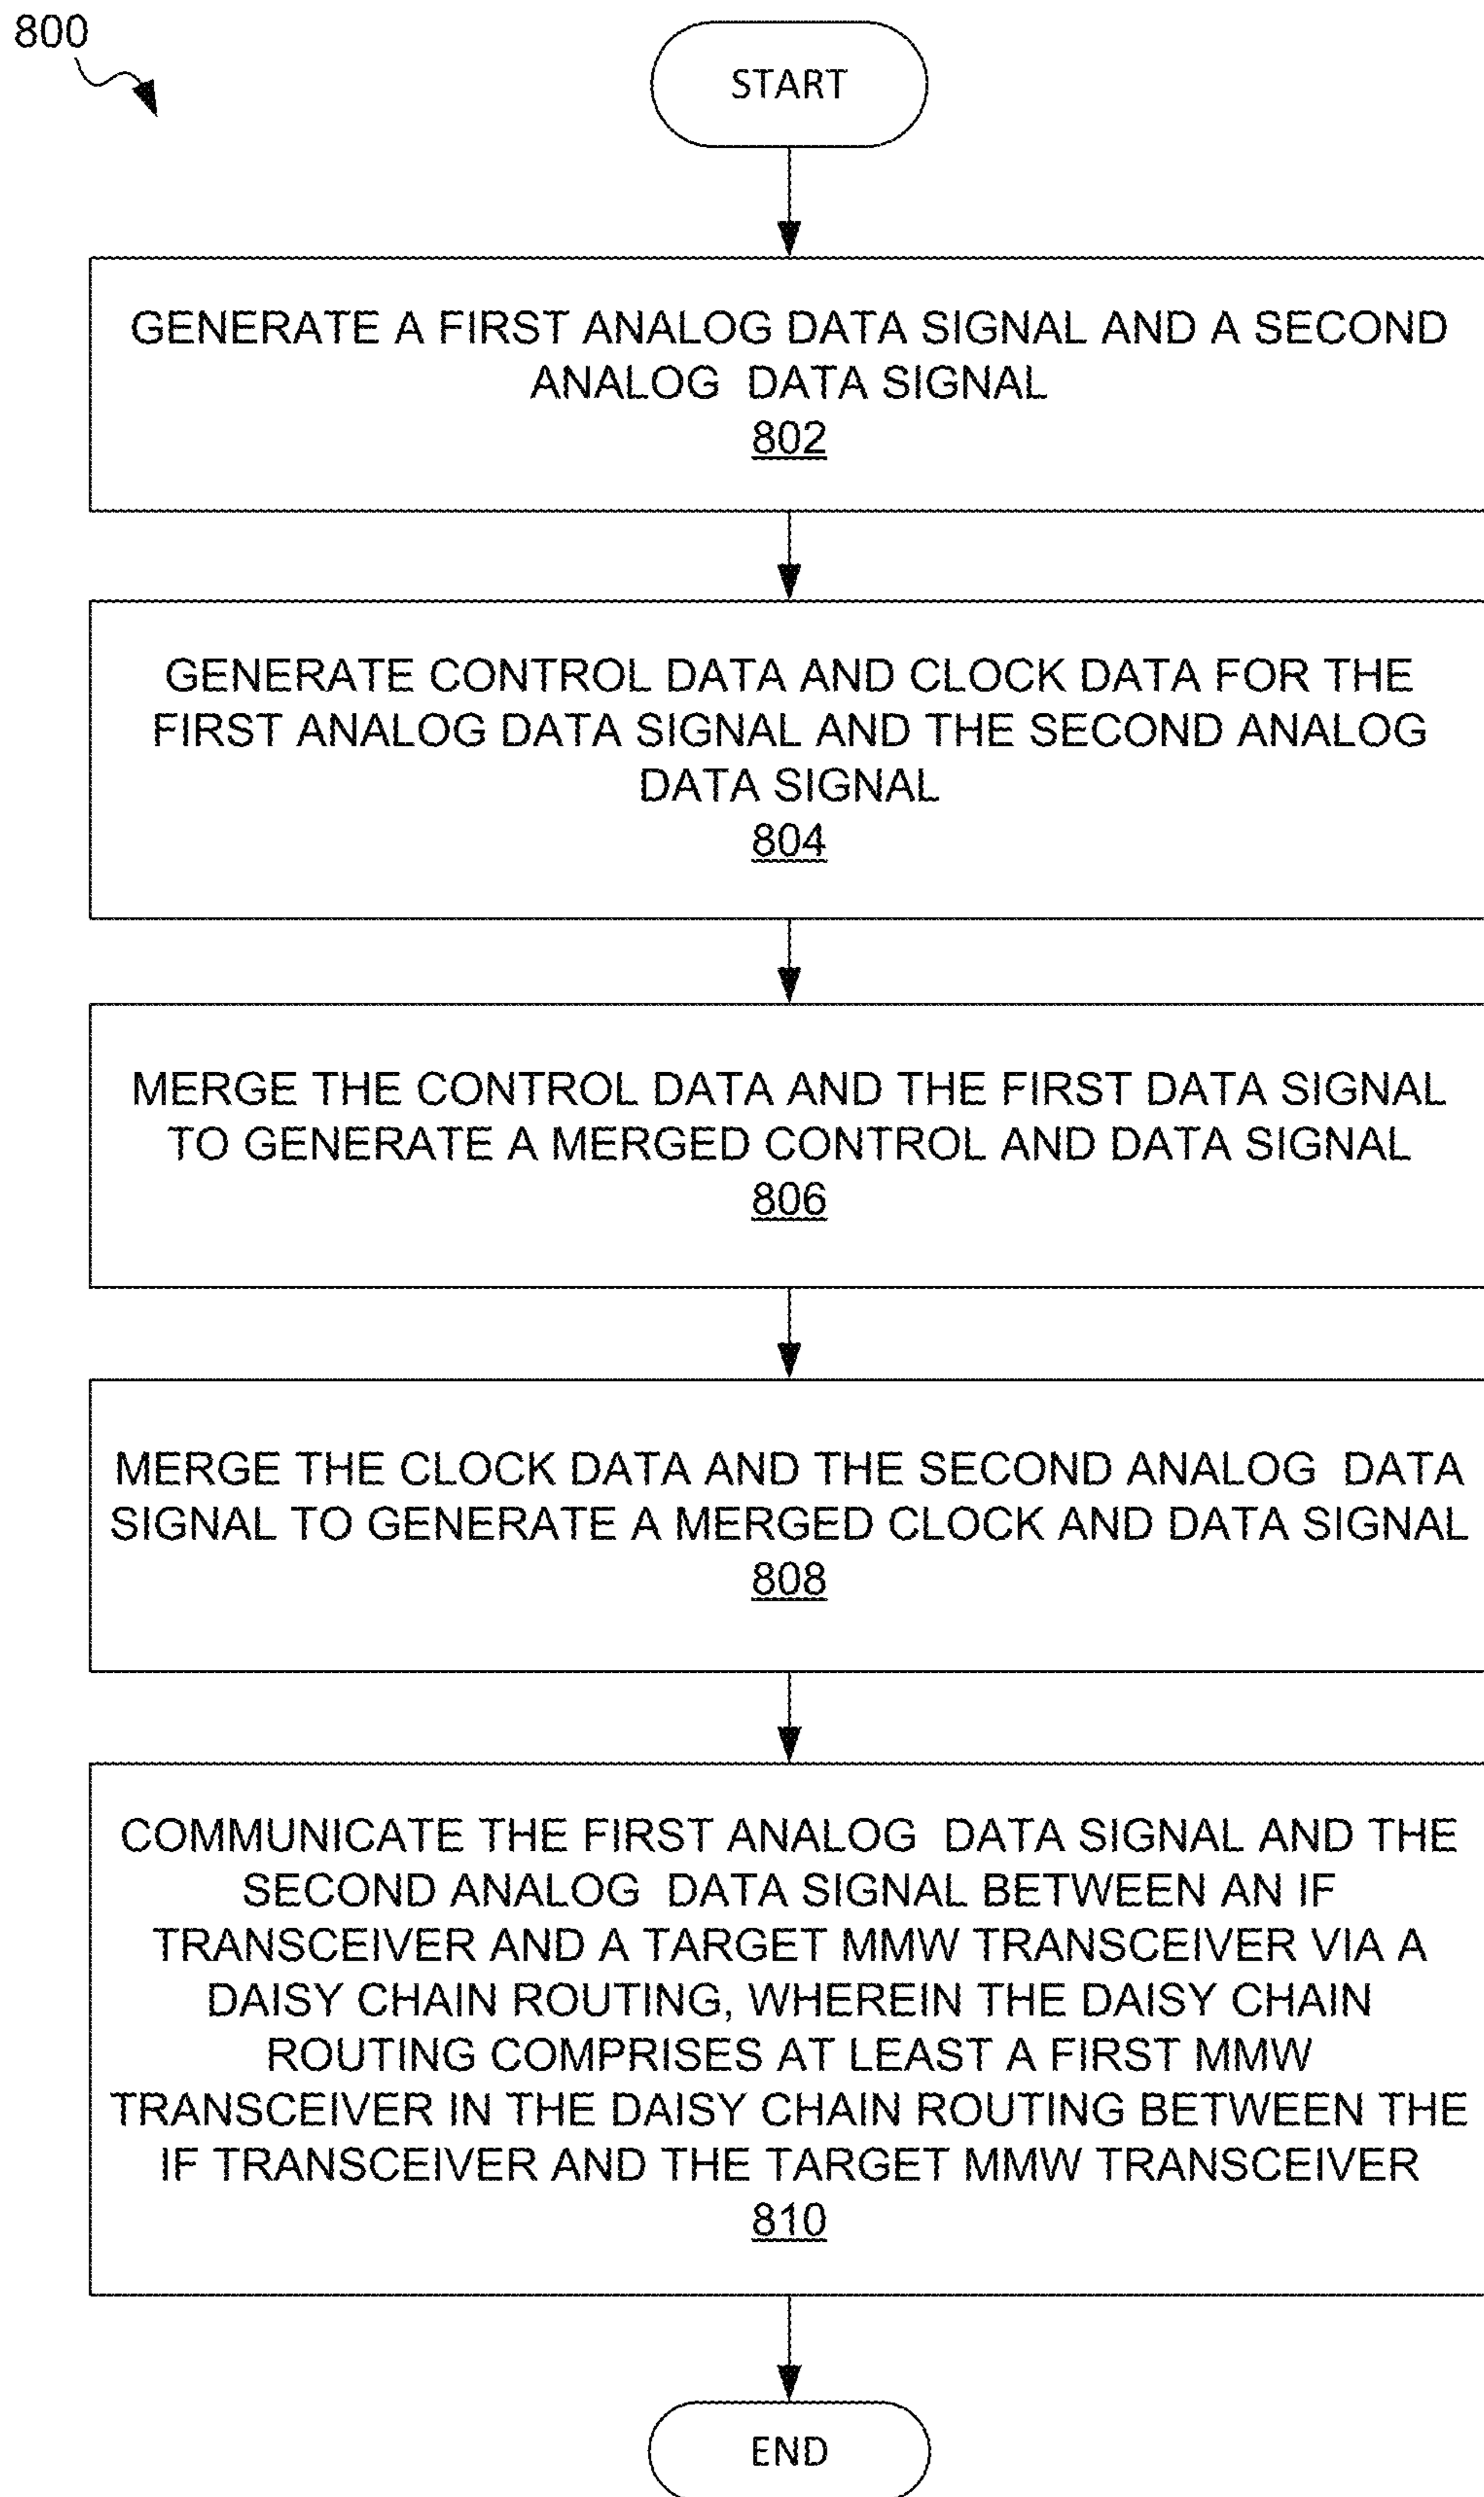 800
START
GENERATE A FIRST ANALOG DATA SIGNAL AND A SECOND
ANALOG DATA SIGNAL
802
GENERATE CONTROL DATA AND CLOCK DATA FOR THE
FIRST ANALOG DATA SIGNAL AND THE SECOND ANALOG
DATA SIGNAL
804
MERGE THE CONTROL DATA AND THE FIRST DATA SIGNAL
TO GENERATE A MERGED CONTROL AND DATA SIGNAL
806
MERGE THE CLOCK DATA AND THE SECOND ANALOG DATA
SIGNAL TO GENERATE A MERGED CLOCK AND DATA SIGNAL
808
COMMUNICATE THE FIRST ANALOG DATA SIGNAL AND THE
SECOND ANALOG DATA SIGNAL BETWEEN AN IF
TRANSCEIVER AND A TARGET MMW TRANSCEIVER VIA A
DAISY CHAIN ROUTING, WHEREIN THE DAISY CHAIN
ROUTING COMPRISES AT LEAST A FIRST MMW
TRANSCEIVER IN THE DAISY CHAIN ROUTING BETWEEN THE
IF TRANSCEIVER AND THE TARGET MMW TRANSCEIVER
810
END